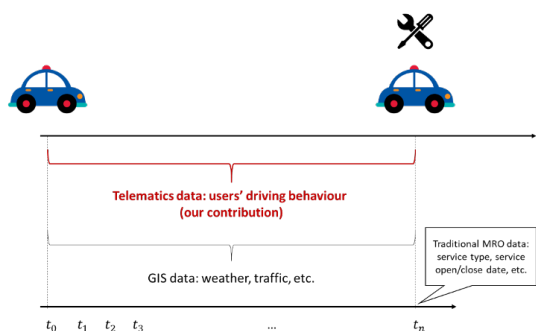 Telematics data: users' driving behaviour
(our contribution)
Traditional MRO data:
service type, service
open/close date, etc.
GIS data: weather, traffic, etc.
t₀ t₁ t₂ t₃ ... tₙ